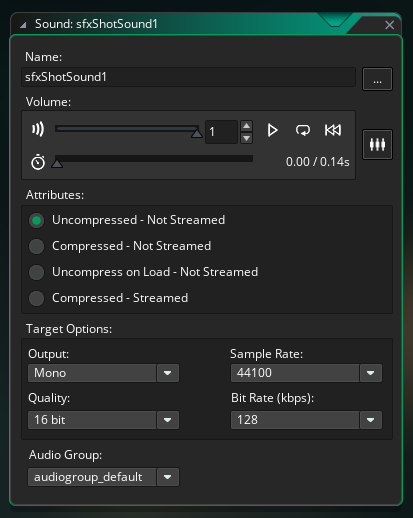 Sound: sfxShotSound1
Name:
sfxShotSound1
...
Volume:
1
0.00 / 0.14s
Attributes:
Uncompressed - Not Streamed
Compressed - Not Streamed
Uncompress on Load - Not Streamed
Compressed - Streamed
Target Options:
Output: Sample Rate:
Mono 44100
Quality: Bit Rate (kbps):
16 bit 128
Audio Group:
audiogroup_default